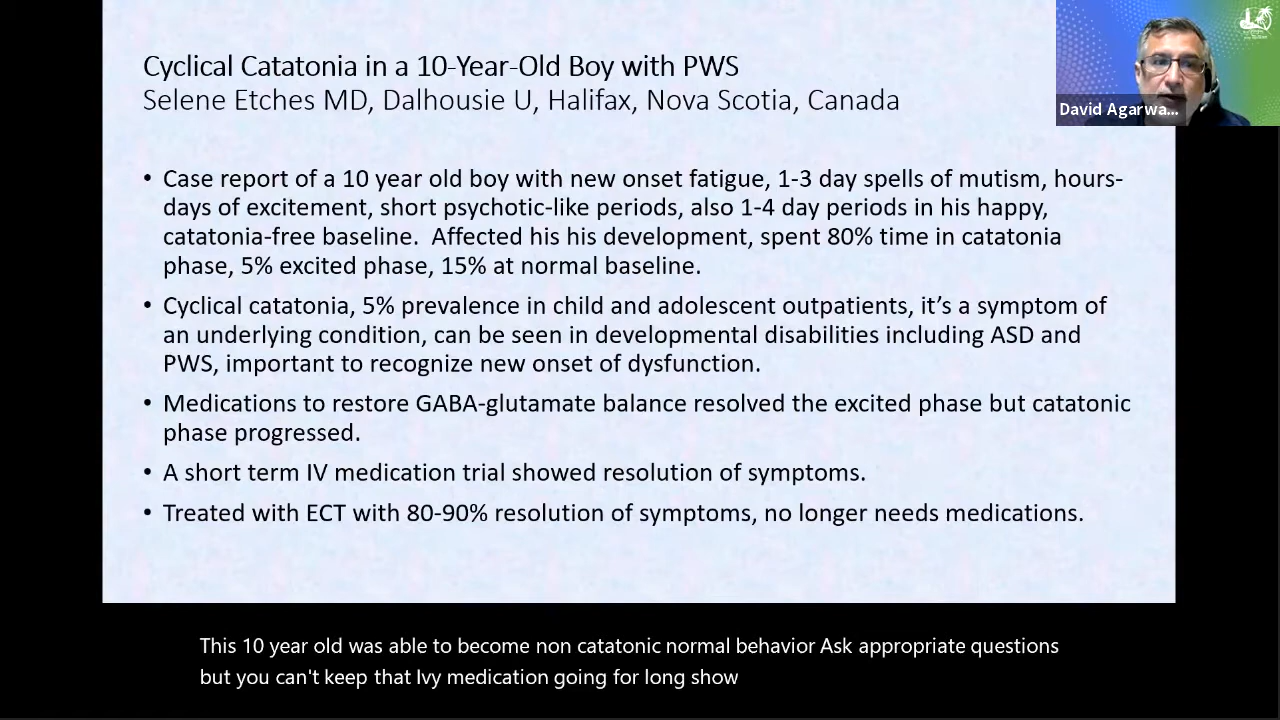 Cyclical Catatonia in a 10-Year-Old Boy with PWS
Selene Etches MD, Dalhousie U, Halifax, Nova Scotia, Canada
David Agarwa...
• Case report of a 10 year old boy with new onset fatigue, 1-3 day spells of mutism, hours-
days of excitement, short psychotic-like periods, also 1-4 day periods in his happy,
catatonia-free baseline.  Affected his his development, spent 80% time in catatonia
phase, 5% excited phase, 15% at normal baseline.
• Cyclical catatonia, 5% prevalence in child and adolescent outpatients, it’s a symptom of
an underlying condition, can be seen in developmental disabilities including ASD and
PWS, important to recognize new onset of dysfunction.
• Medications to restore GABA-glutamate balance resolved the excited phase but catatonic
phase progressed.
• A short term IV medication trial showed resolution of symptoms.
• Treated with ECT with 80-90% resolution of symptoms, no longer needs medications.
This 10 year old was able to become non catatonic normal behavior Ask appropriate questions
but you can't keep that Ivy medication going for long show